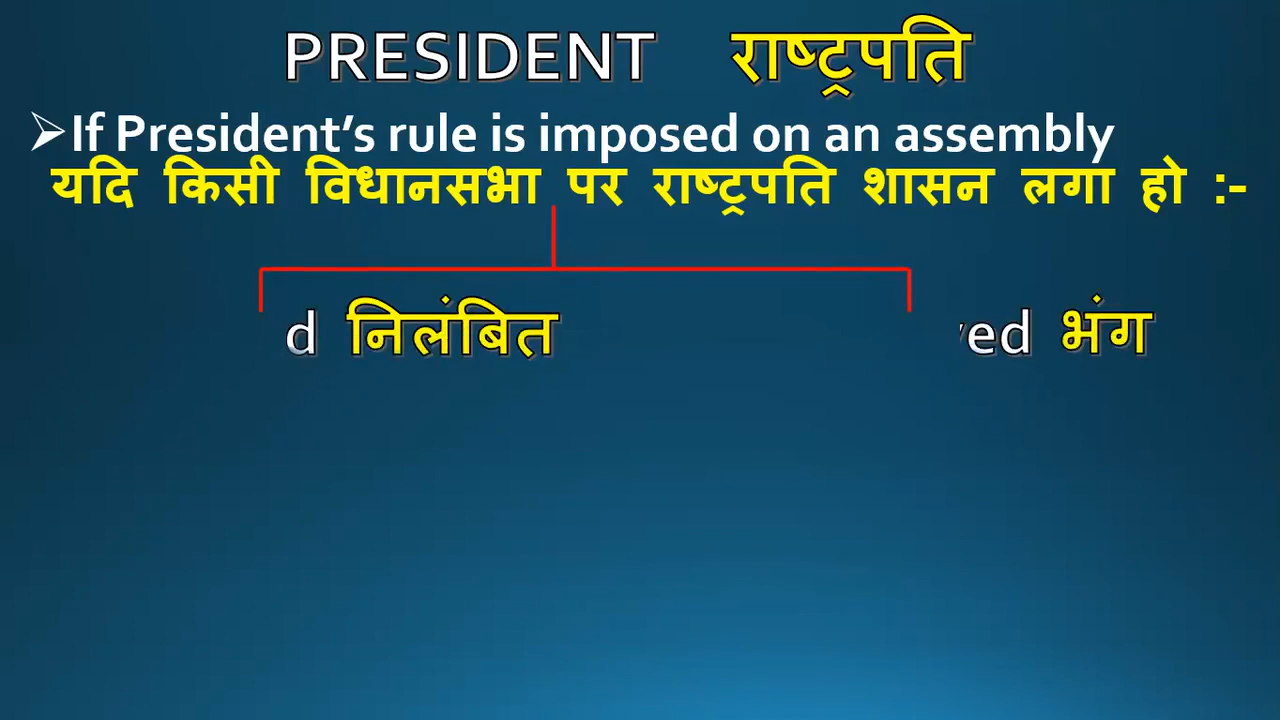 PRESIDENT राष्ट्रपति
➢If President’s rule is imposed on an assembly
यदि किसी विधानसभा पर राष्ट्रपति शासन लगा हो :-
d निलंबित ved भंग